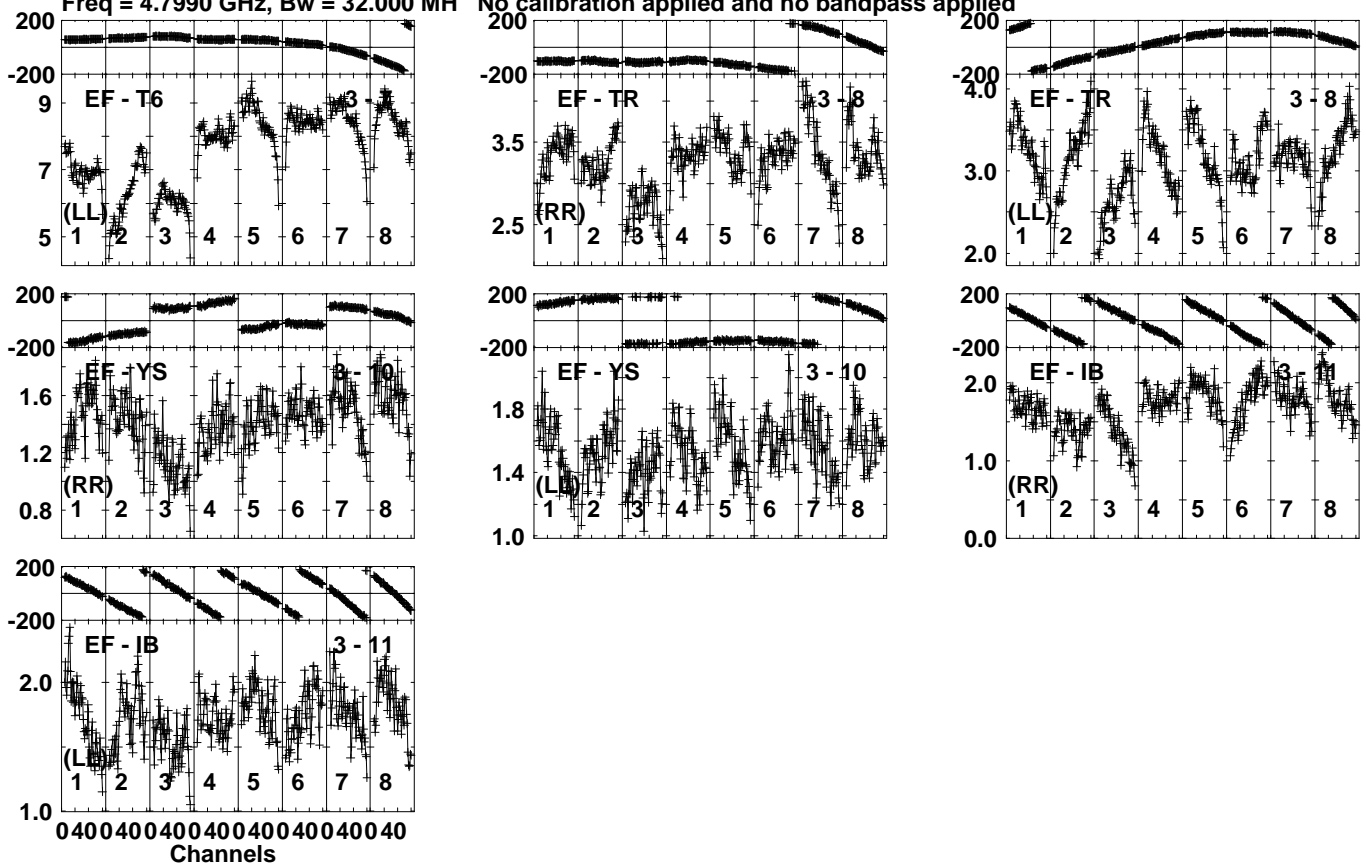 Freq = 4.7990 GHz, Bw = 32.000 MH No calibration applied and no bandpass applied
200
-200
EF - T6
9
7
5
(LL)
1 2 3 4 5 6 7 8
EF - TR 3 - 8
3.5
2.5
(RR)
1 2 3 4 5 6 7 8
200
-200
200
-200
EF - TR 3 - 8
4.0
3.0
2.0
(LL)
1 2 3 4 5 6 7 8
200
-200
EF - YS 3 - 10
1.6
1.2
0.8
(RR)
1 2 3 4 5 6 7 8
200
-200
EF - YS 3 - 10
1.8
1.4
1.0
(LL)
1 2 3 4 5 6 7 8
200
-200
EF - IB 3 - 11
2.0
1.0
0.0
(RR)
1 2 3 4 5 6 7 8
200
-200
EF - IB 3 - 11
2.0
1.0
(LL)
1 2 3 4 5 6 7 8
0 40 0 40 0 40 0 40 0 40 0 40 0 40 0 40
Channels